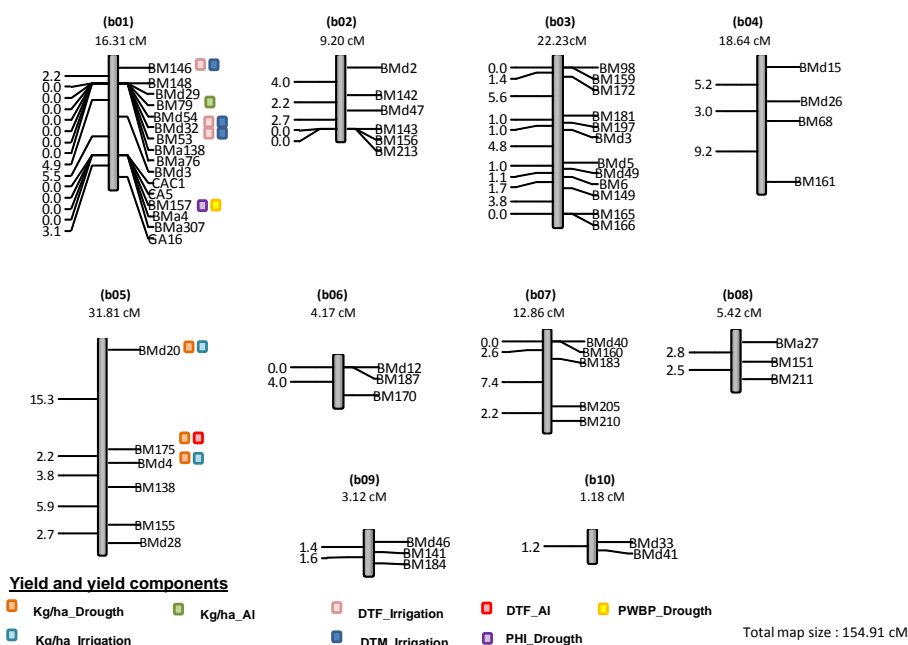 (b01)
16.31 cM
2.2
0.0
0.0
0.0
0.0
0.0
0.0
0.0
4.9
5.5
0.0
0.0
0.0
0.0
3.1
BM146
BM148
BMd29
BM79
BMd54
BMd32
BM53
BMa138
BMa76
BMd3
CAC1
CA5
BM157
BMa4
BMa307
GA16
(b02)
9.20 cM
4.0
2.2
2.7
0.0
0.0
BMd2
BM142
BMd47
BM143
BM156
BM213
(b03)
22.23cM
0.0
1.4
5.6
1.0
1.0
4.8
1.0
1.1
1.7
3.8
0.0
BM98
BM159
BM172
BM181
BM197
BMd3
BMd5
BMd49
BM6
BM149
BM165
BM166
(b04)
18.64 cM
5.2
3.0
9.2
BMd15
BMd26
BM68
BM161
(b05)
31.81 cM
15.3
2.2
3.8
5.9
2.7
BMd20
BM175
BMd4
BM138
BM155
BMd28
(b06)
4.17 cM
0.0
4.0
BMd12
BM187
BM170
(b07)
12.86 cM
0.0
2.6
7.4
2.2
BMd40
BM160
BM183
BM205
BM210
(b08)
5.42 cM
2.8
2.5
BMa27
BM151
BM211
(b09)
3.12 cM
1.4
1.6
BMd46
BM141
BM184
(b10)
1.18 cM
1.2
BMd33
BMd41
Yield and yield components
Kg/ha_Drougth
Kg/ha_AI
DTF_Irrigation
DTF_AI
PWBP_Drougth
Kg/ha_Irrigation
DTM_Irrigation
PHI_Drougth
Total map size : 154.91 cM